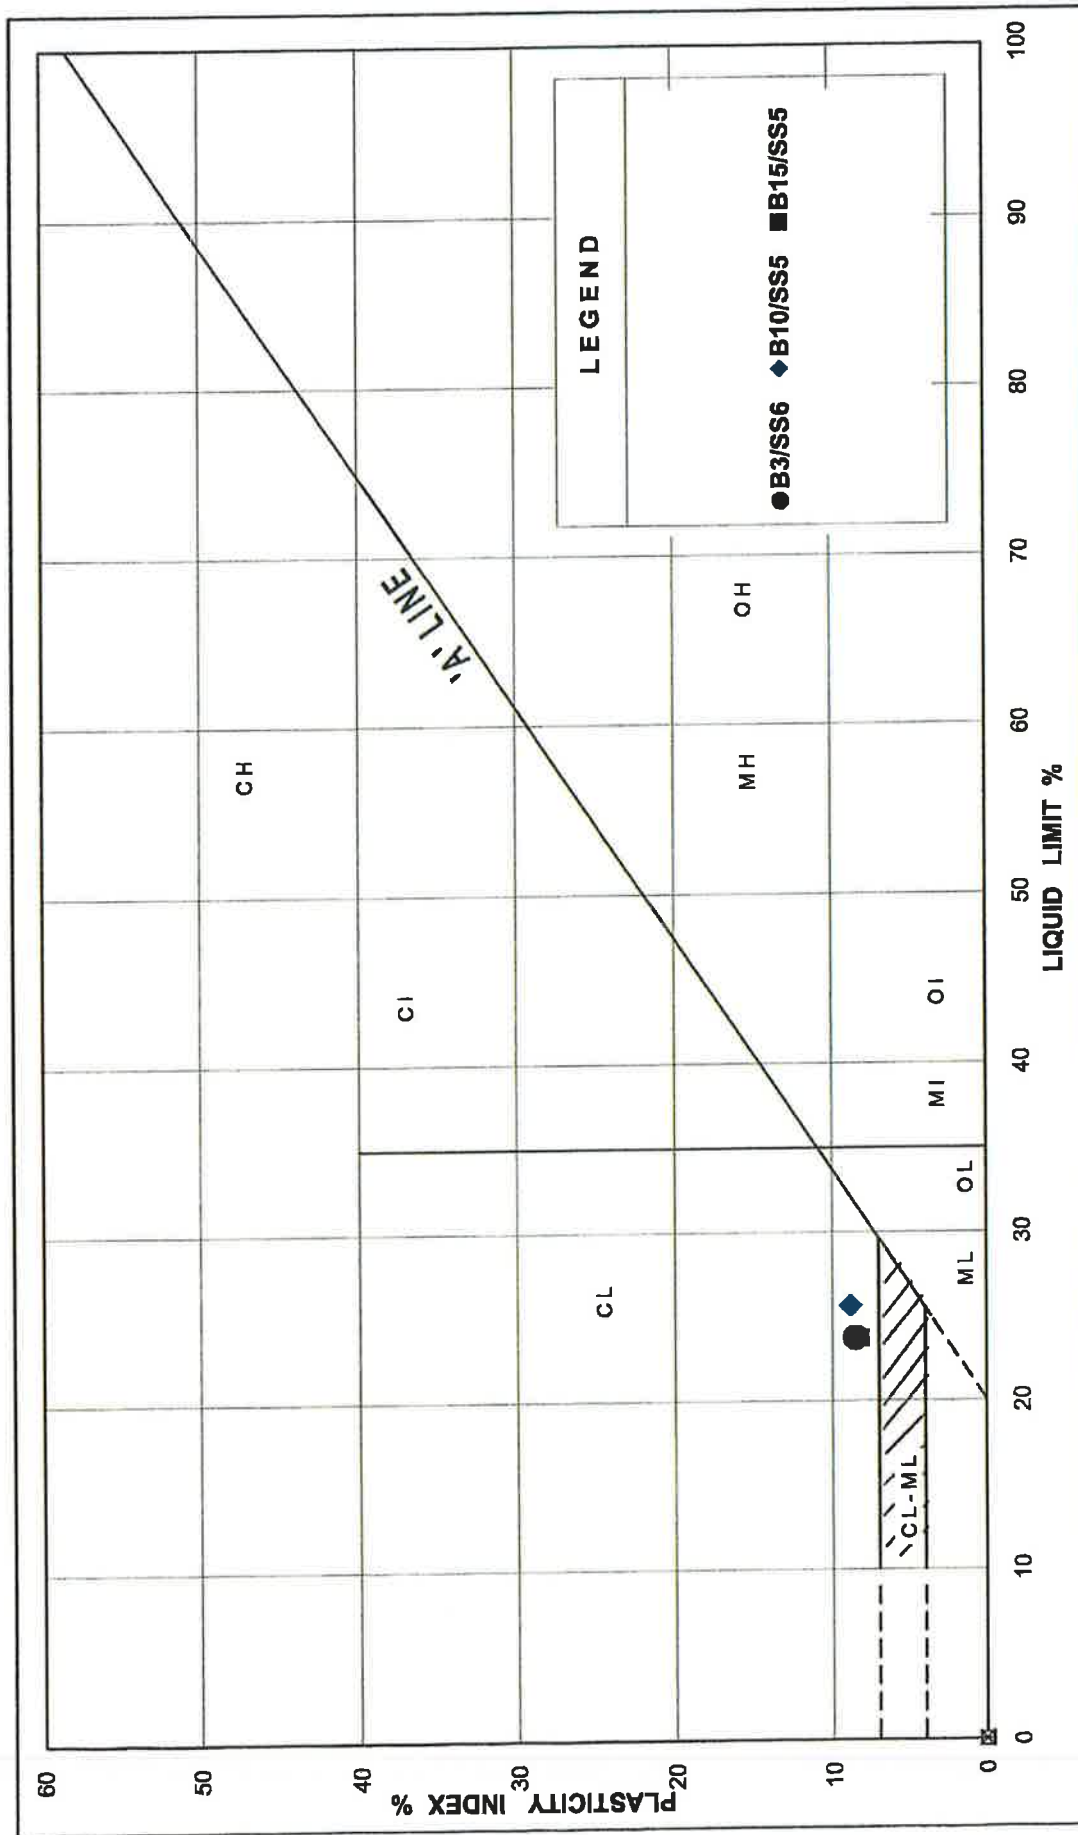 PLASTICITY INDEX %
60
50
40
30
20
10
0
CH
'A' LINE
CI
CL
CL-ML
ML
OL
MI
OI
MH
OH
LEGEND
B3/SS6 B10/SS5 B15/SS5
0 10 20 30 40 50 60 70 80 90 100
LIQUID LIMIT %